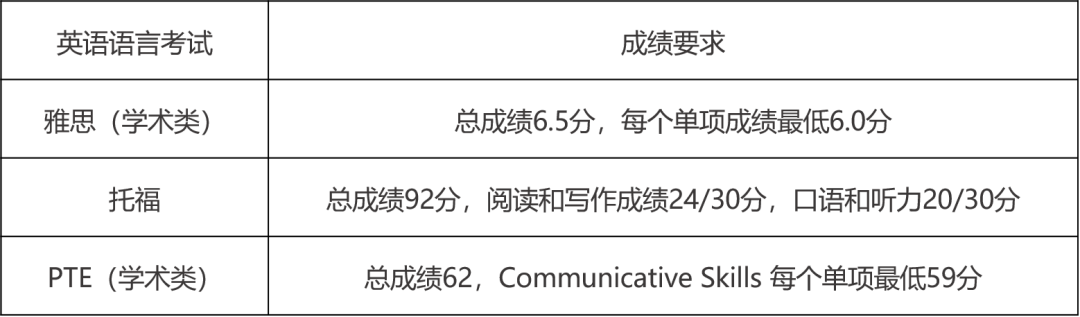 英语语言考试 成绩要求
雅思（学术类） 总成绩6.5分，每个单项成绩最低6.0分
托福 总成绩92分，阅读和写作成绩24/30分，口语和听力20/30分
PTE（学术类） 总成绩62，Communicative Skills 每个单项最低59分